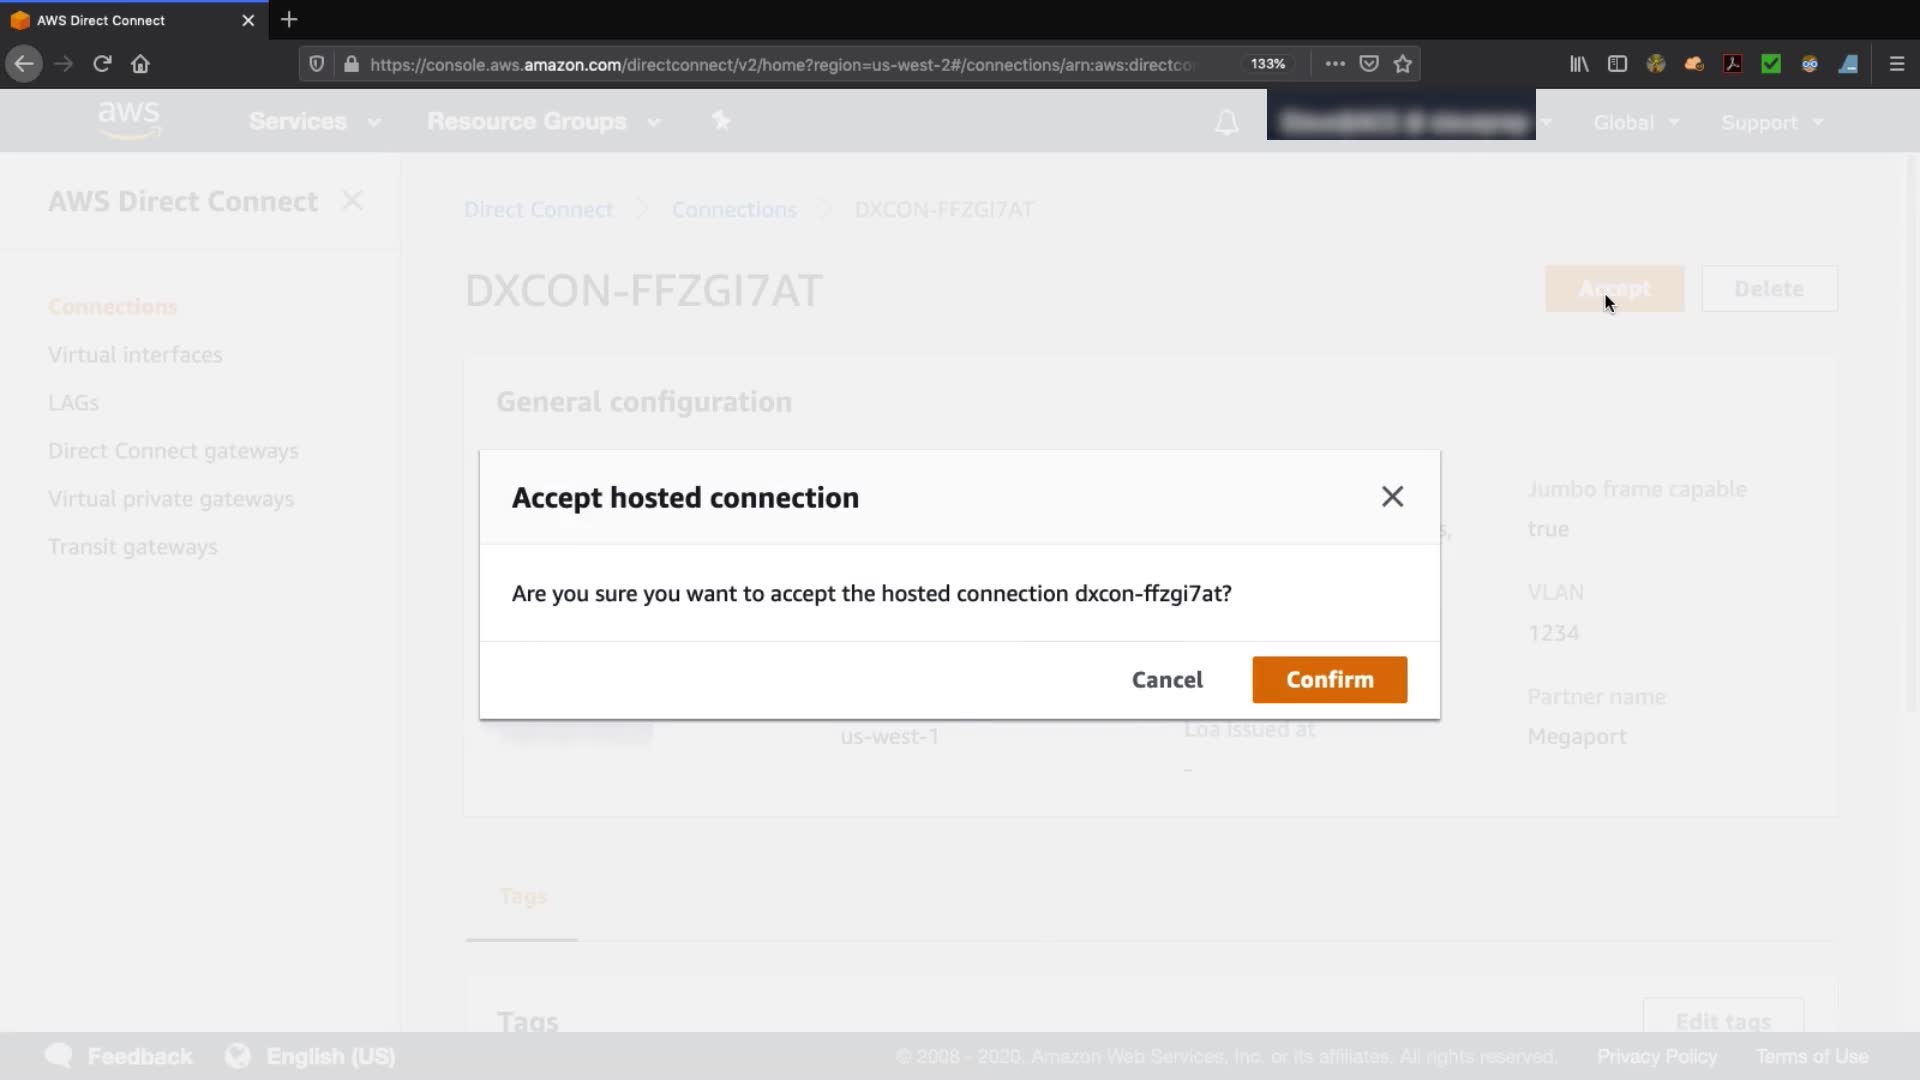 AWS Direct Connect
https://console.aws.amazon.com/directconnect/v2/home?region=us-west-2#/connections/arn:aws:directco
133%
aws
Services
Resource Groups
Global
Support
AWS Direct Connect
Direct Connect
Connections
DXCON-FFZGI7AT
Connections
Virtual interfaces
LAGs
Direct Connect gateways
Virtual private gateways
Transit gateways
DXCON-FFZGI7AT
Accept
Delete
General configuration
Jumbo frame capable
true
VLAN
1234
Partner name
Megaport
us-west-1
Loa issued at
-
Accept hosted connection
Are you sure you want to accept the hosted connection dxcon-ffzgi7at?
Cancel
Confirm
Tags
Tags
Edit tags
Feedback
English (US)
© 2008 - 2020, Amazon Web Services, Inc. or its affiliates. All rights reserved.
Privacy Policy
Terms of Use